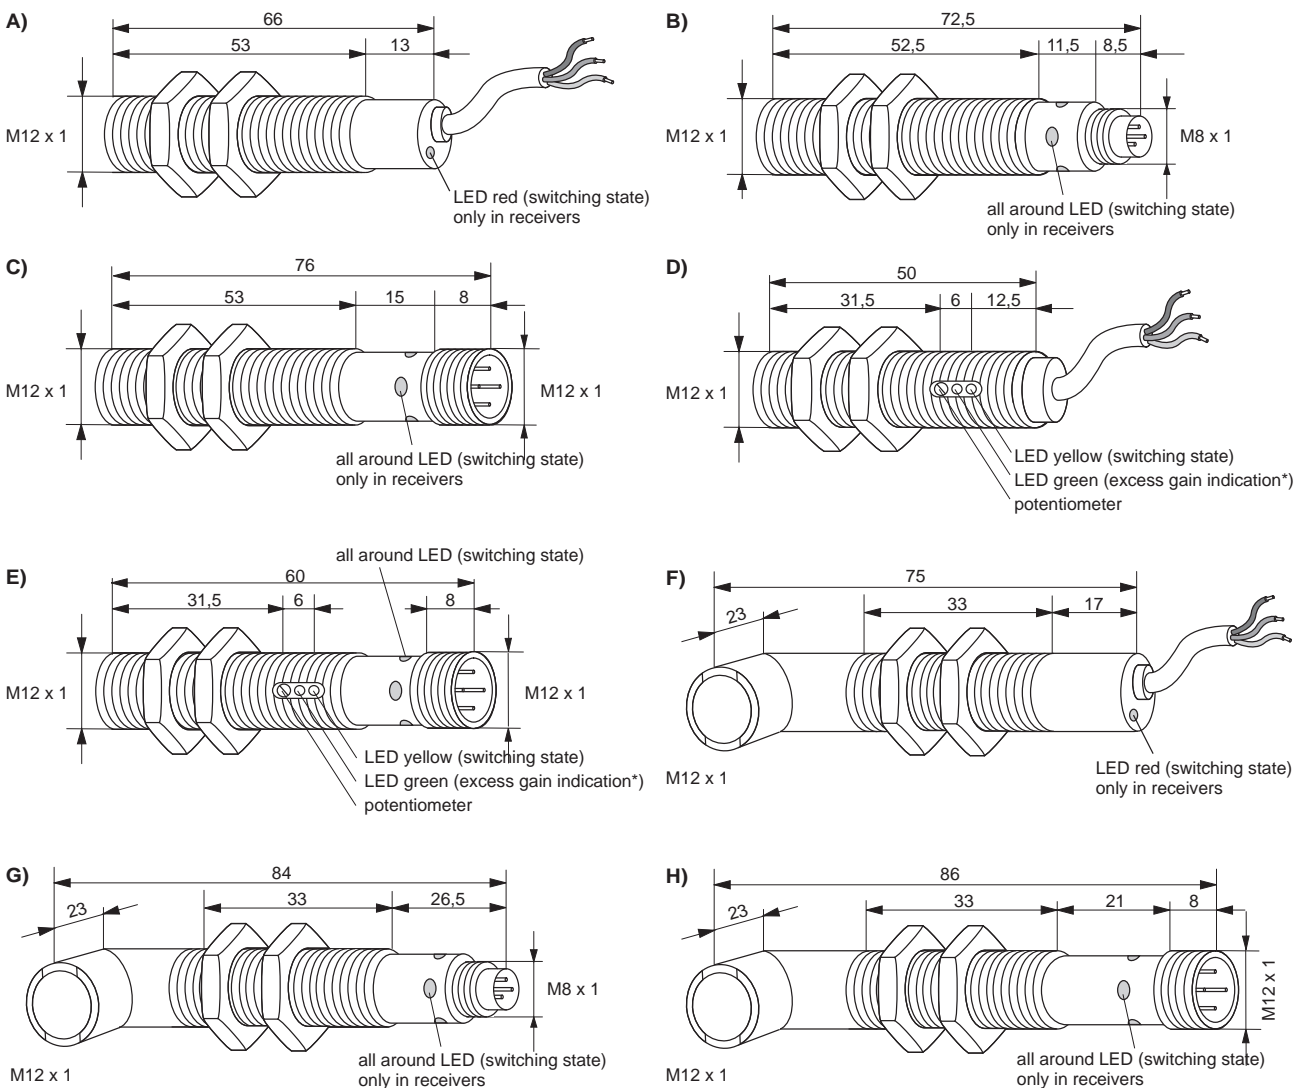 A)
66
53
13
M12 x 1
LED red (switching state)
only in receivers
B)
72,5
52,5
11,5
8,5
M12 x 1
M8 x 1
all around LED (switching state)
only in receivers
C)
76
53
15
8
M12 x 1
M12 x 1
all around LED (switching state)
only in receivers
D)
50
31,5
6
12,5
M12 x 1
LED yellow (switching state)
LED green (excess gain indication*)
potentiometer
E)
all around LED (switching state)
60
31,5
6
8
M12 x 1
M12 x 1
LED yellow (switching state)
LED green (excess gain indication*)
potentiometer
F)
75
23
33
17
M12 x 1
LED red (switching state)
only in receivers
G)
84
23
33
26,5
M8 x 1
M12 x 1
all around LED (switching state)
only in receivers
H)
86
23
33
21
8
M12 x 1
M12 x 1
all around LED (switching state)
only in receivers